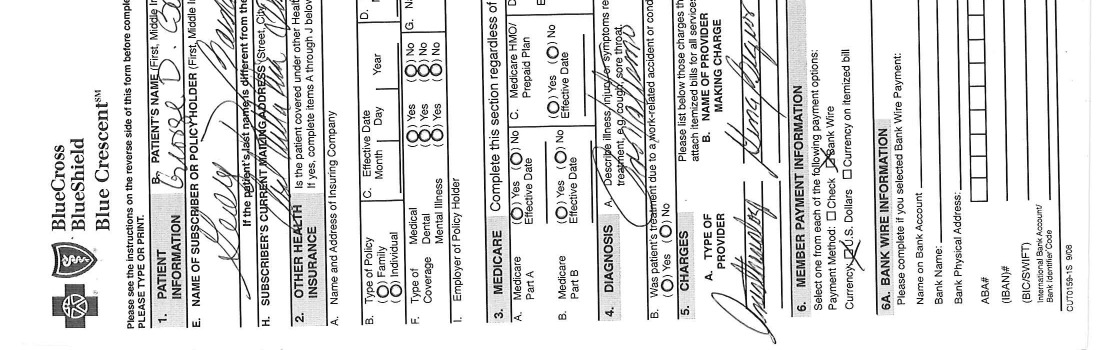 BlueCross
BlueShield
Blue Crescent℠
Please see the instructions on the reverse side of this form before comple
PLEASE TYPE OR PRINT.
1. PATIENT INFORMATION
B. PATIENT'S NAME (First, Middle In
E. NAME OF SUBSCRIBER OR POLICYHOLDER (First, Middle In
If the patient's last name is different from the
H. SUBSCRIBER'S CURRENT MAILING ADDRESS (Street, City
2. OTHER HEALTH INSURANCE
Is the patient covered under other Healt
If yes, complete items A through J below
A. Name and Address of Insuring Company
B. Type of Policy
(O) Family
(O) Individual
C. Effective Date
Month Day Year
D.
F. Type of Coverage
Medical (O) Yes (O) No
Dental (O) Yes (O) No
Mental Illness (O) Yes (O) No
G.
I. Employer of Policy Holder
3. MEDICARE Complete this section regardless of
A. Medicare Part A
(O) Yes (O) No
Effective Date
C. Medicare HMO/ Prepaid Plan
B. Medicare Part B
(O) Yes (O) No
Effective Date
(O) Yes (O) No
Effective Date
4. DIAGNOSIS
A. Describe illness, injury or symptoms re
treatment, e.g. cough, sore throat.
B. Was patient's treatment due to a work-related accident or cond
(O) Yes (O) No
5. CHARGES
Please list below those charges th
attach itemized bills for all services
A. TYPE OF PROVIDER
B. NAME OF PROVIDER MAKING CHARGE
6. MEMBER PAYMENT INFORMATION
Select one from each of the following payment options:
Payment Method: Check Bank Wire
Currency U.S. Dollars Currency on itemized bill
6A. BANK WIRE INFORMATION
Please complete if you selected Bank Wire Payment:
Name on Bank Account
Bank Name:
Bank Physical Address:
ABA#
(IBAN)#
(BIC/SWIFT)
International Bank Account/
Bank Identifier Code
CUT0159-1S 9/08